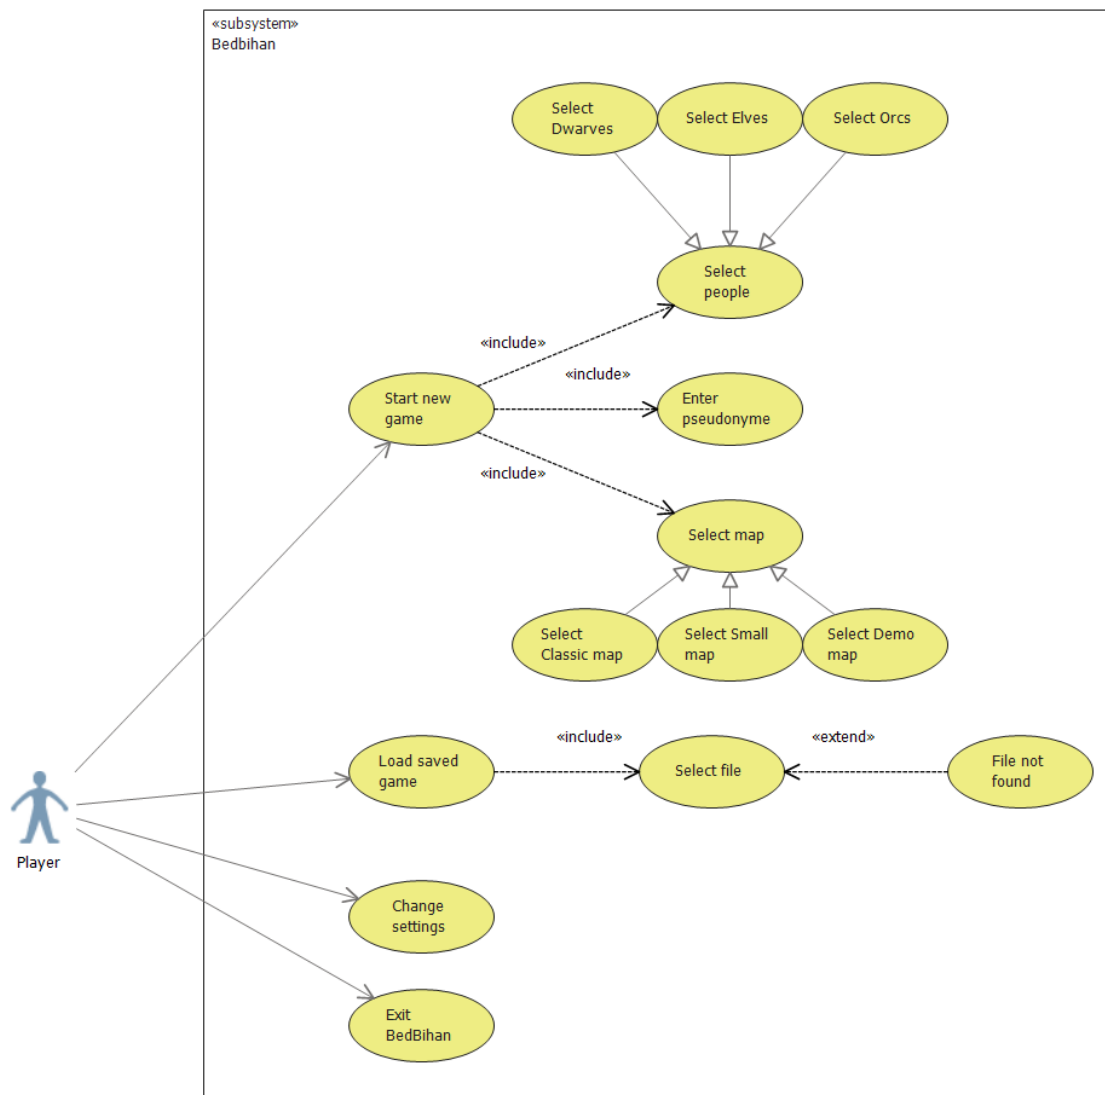 «subsystem»
Bedbihan
Select
Dwarves
Select Elves
Select Orcs
Select
people
«include»
«include»
Start new
game
Enter
pseudonyme
«include»
Select map
Select
Classic map
Select Small
map
Select Demo
map
«include»
«extend»
Load saved
game
Select file
File not
found
Player
Change
settings
Exit
BedBihan